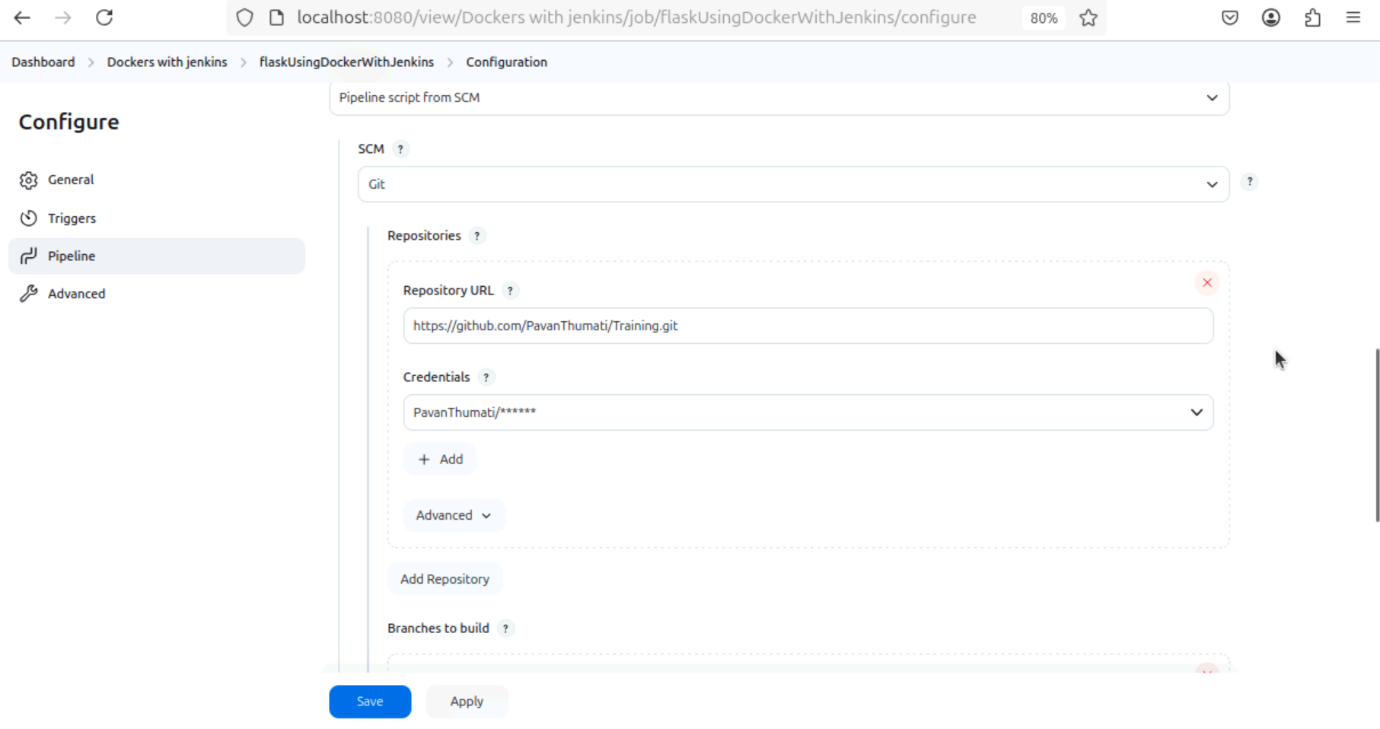 localhost:8080/view/Dockers with jenkins/job/flaskUsingDockerWithJenkins/configure 80%
Dashboard > Dockers with jenkins > flaskUsingDockerWithJenkins > Configuration
Configure
General
Triggers
Pipeline
Advanced
Pipeline script from SCM
SCM ?
Git
?
Repositories ?
Repository URL ?
https://github.com/PavanThumati/Training.git
Credentials ?
PavanThumati/******
+ Add
Advanced
Add Repository
Branches to build ?
Save Apply